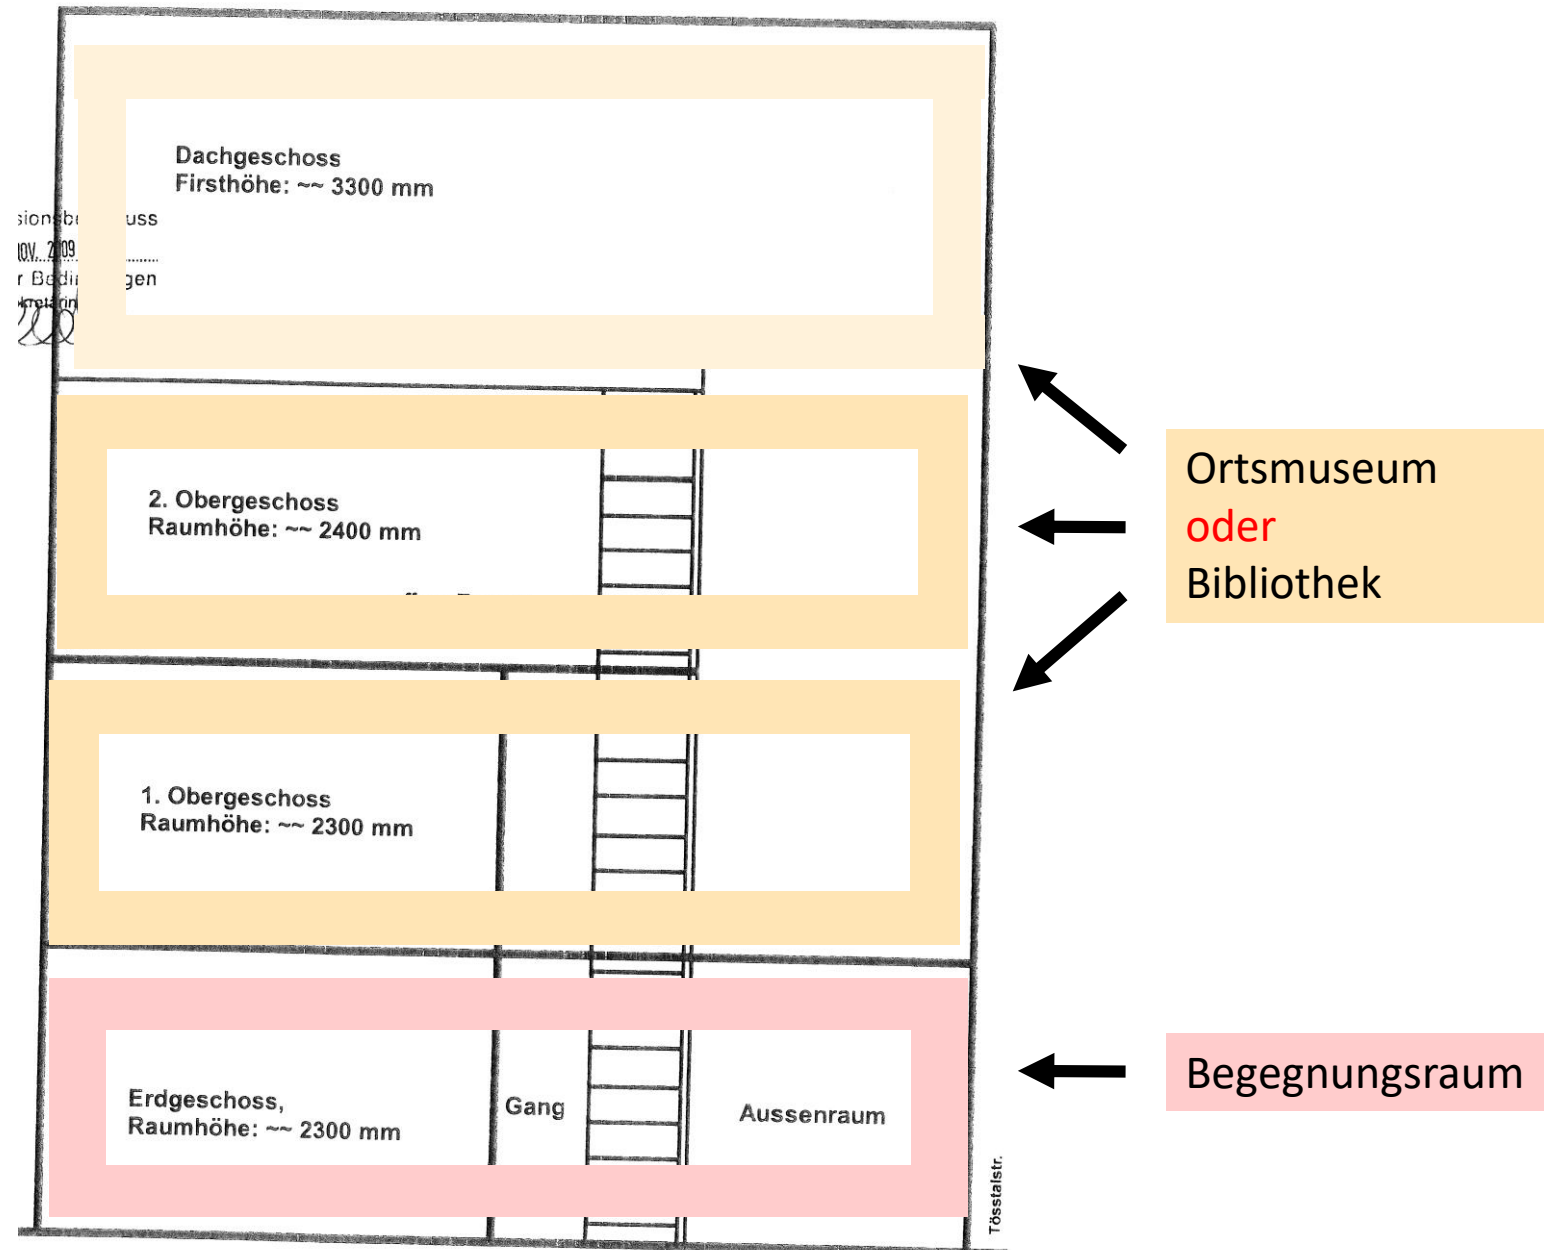 Dachgeschoss
Firsthöhe: ~~ 3300 mm
2009
2. Obergeschoss
Raumhöhe: ~~ 2400 mm
1. Obergeschoss
Raumhöhe: ~~ 2300 mm
Erdgeschoss,
Raumhöhe: ~~ 2300 mm
Gang
Aussenraum
Tösstalstr.
Ortsmuseum
oder
Bibliothek
Begegnungsraum